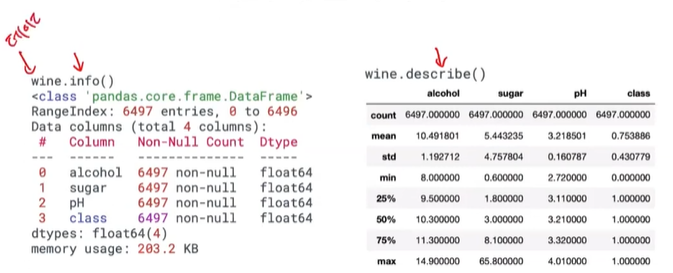 wine.info()
<class 'pandas.core.frame.DataFrame'>
RangeIndex: 6497 entries, 0 to 6496
Data columns (total 4 columns):
# Column Non-Null Count Dtype
--- ------ -------------- -----
0 alcohol 6497 non-null float64
1 sugar 6497 non-null float64
2 pH 6497 non-null float64
3 class 6497 non-null float64
dtypes: float64(4)
memory usage: 203.2 KB
wine.describe()
alcohol sugar pH class
count 6497.000000 6497.000000 6497.000000 6497.000000
mean 10.491801 5.443235 3.218501 0.753886
std 1.192712 4.757804 0.160787 0.430779
min 8.000000 0.600000 2.720000 0.000000
25% 9.500000 1.800000 3.110000 1.000000
50% 10.300000 3.000000 3.210000 1.000000
75% 11.300000 8.100000 3.320000 1.000000
max 14.900000 65.800000 4.010000 1.000000